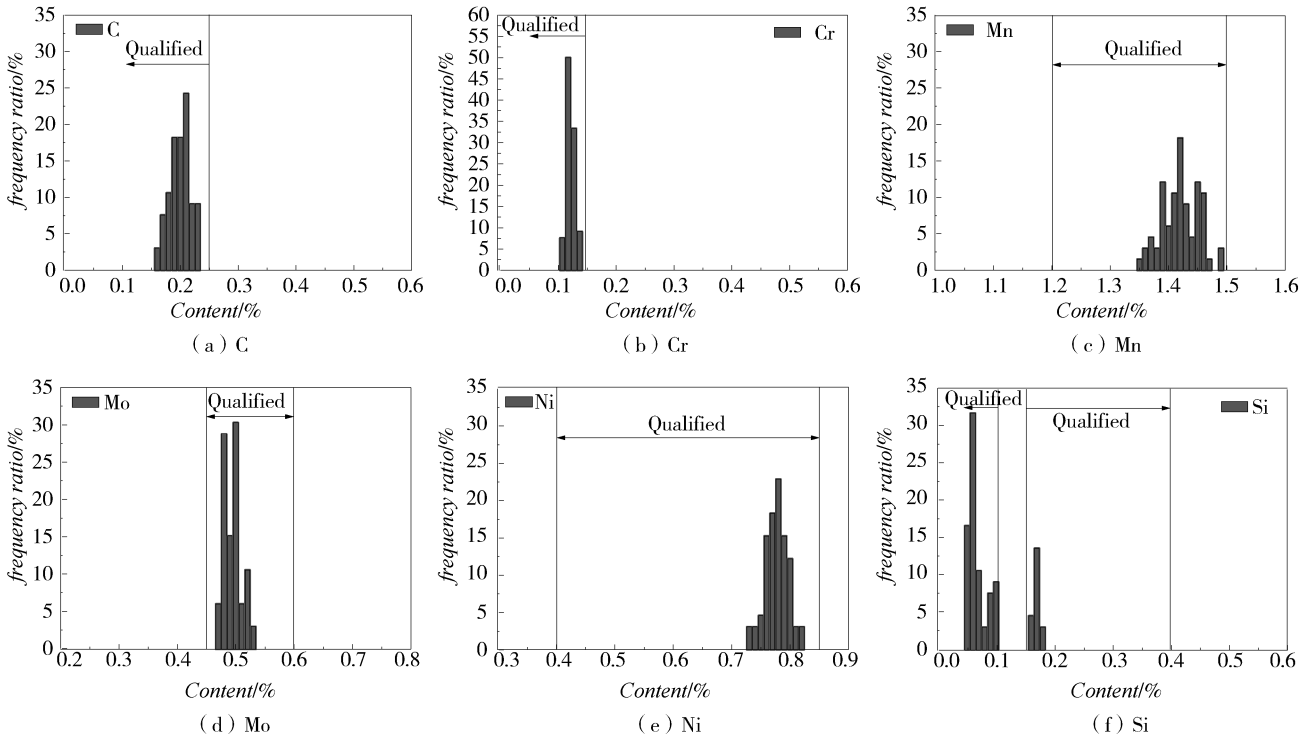 35
30
25
20
15
10
5
0
frequency ratio/%
C
Qualified
0.0 0.1 0.2 0.3 0.4 0.5 0.6
Content/%
(a) C
60
55
50
45
40
35
30
25
20
15
10
5
0
frequency ratio/%
Qualified
Cr
0.0 0.1 0.2 0.3 0.4 0.5 0.6
Content/%
(b) Cr
35
30
25
20
15
10
5
0
frequency ratio/%
Mn
Qualified
1.0 1.1 1.2 1.3 1.4 1.5 1.6
Content/%
(c) Mn
35
30
25
20
15
10
5
0
frequency ratio/%
Mo
Qualified
0.2 0.3 0.4 0.5 0.6 0.7 0.8
Content/%
(d) Mo
35
30
25
20
15
10
5
0
frequency ratio/%
Ni
Qualified
0.3 0.4 0.5 0.6 0.7 0.8 0.9
Content/%
(e) Ni
35
30
25
20
15
10
5
0
frequency ratio/%
Qualified
Si
Qualified
0.0 0.1 0.2 0.3 0.4 0.5 0.6
Content/%
(f) Si